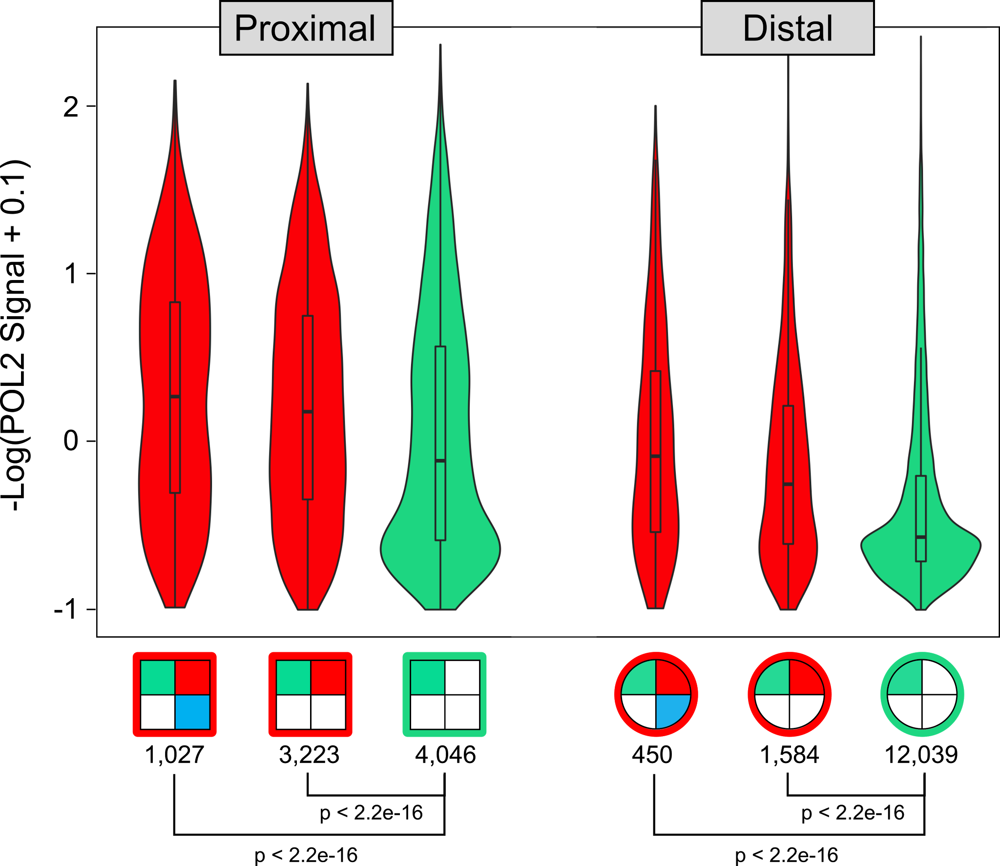 Proximal
Distal
-Log(POL2 Signal + 0.1)
2
1
0
-1
1,027
3,223
4,046
450
1,584
12,039
p < 2.2e-16
p < 2.2e-16
p < 2.2e-16
p < 2.2e-16